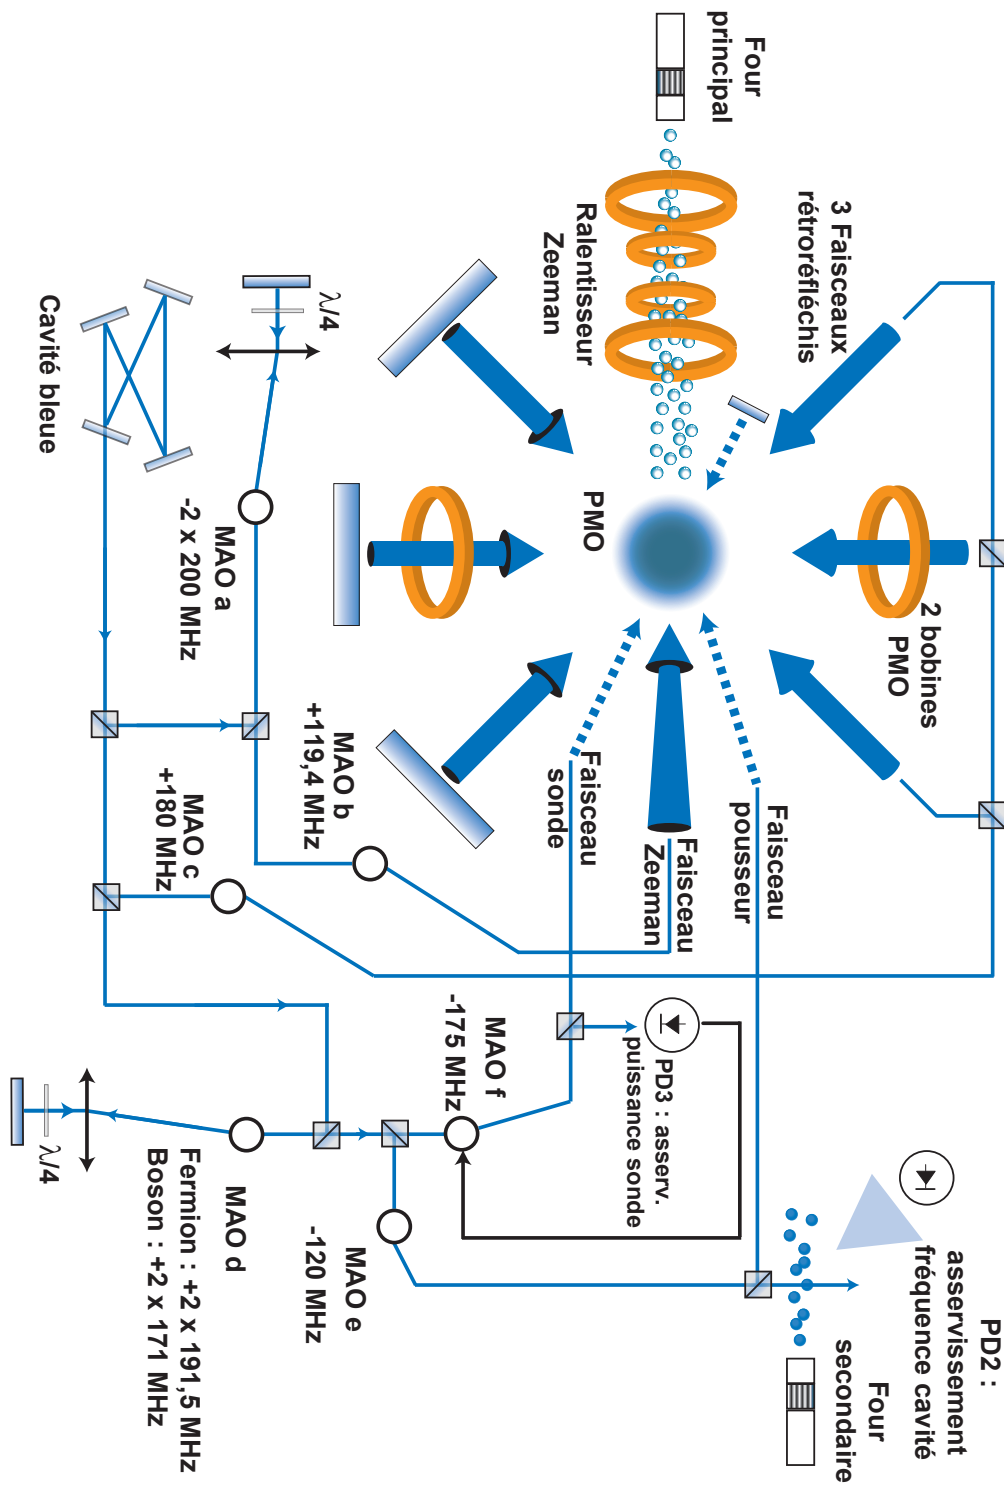 Four
principal
Ralentisseur
Zeeman
3 Faisceaux
rétroréfléchis
λ/4
Cavité bleue
PMO
2 bobines
PMO
MAO a
-2 x 200 MHz
MAO b
+119,4 MHz
MAO c
+180 MHz
Faisceau
sonde
Faisceau
Zeeman
Faisceau
pousseur
MAO f
-175 MHz
PD3 : asserv.
puissance sonde
λ/4
MAO d
Fermion : +2 x 191,5 MHz
Boson : +2 x 171 MHz
MAO e
-120 MHz
PD2 :
asservissement
fréquence cavité
Four
secondaire